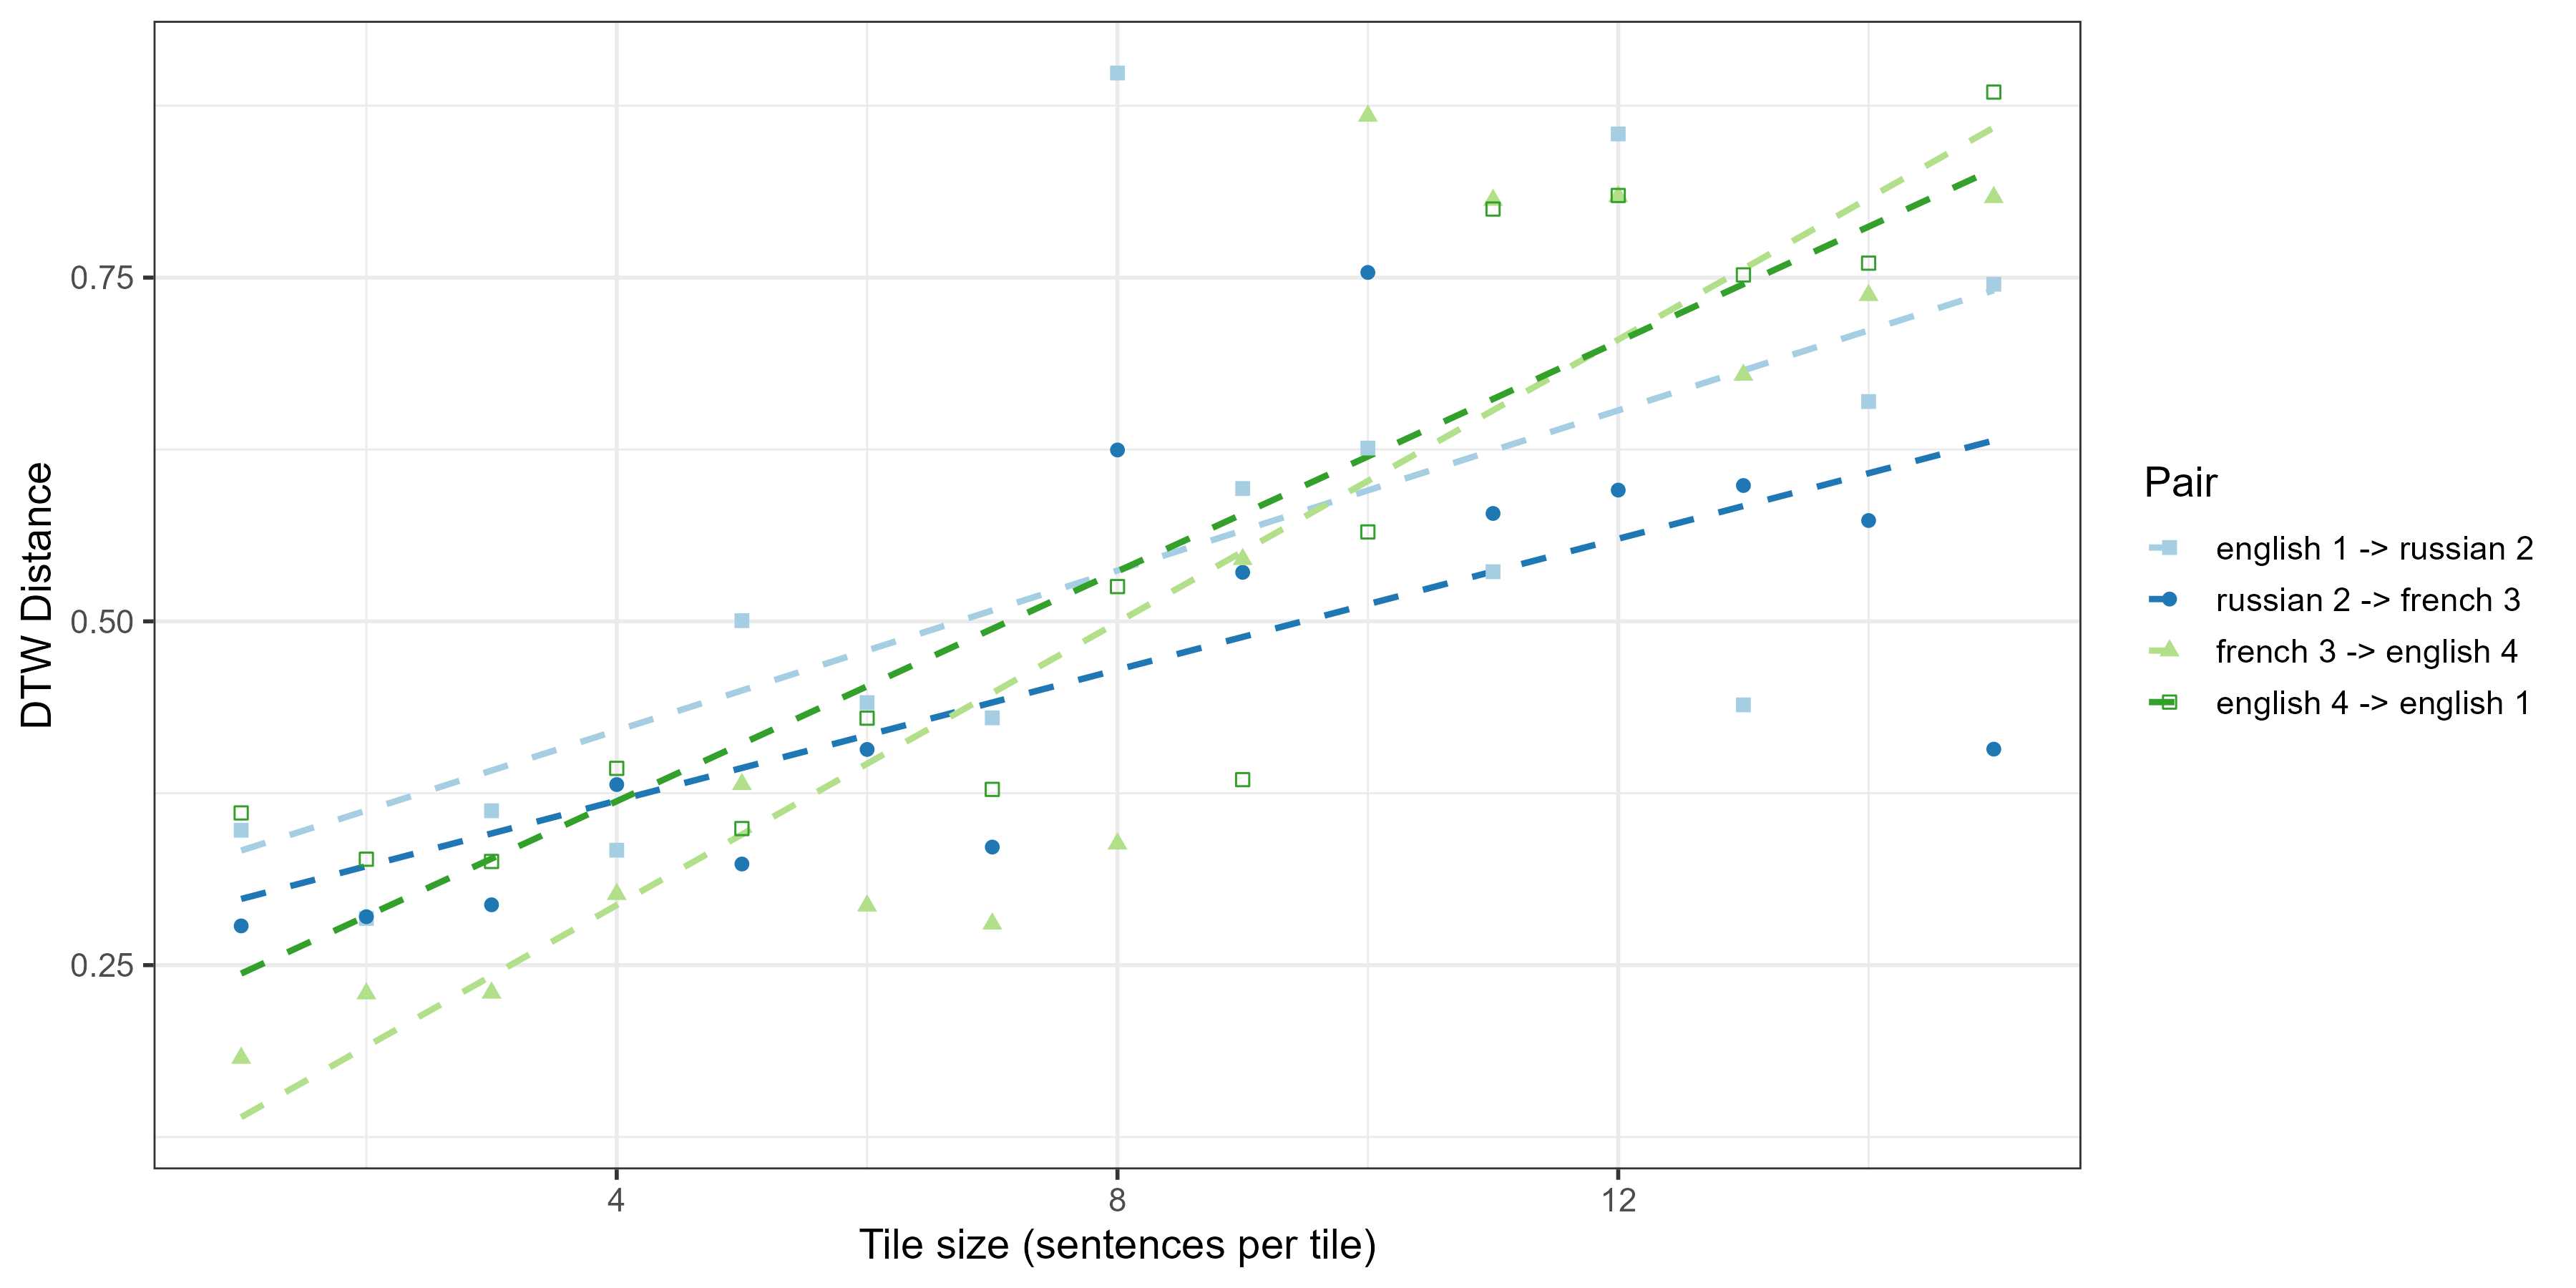 0.75
0.50
0.25
DTW Distance
4 8 12
Tile size (sentences per tile)
Pair
english 1 -> russian 2
russian 2 -> french 3
french 3 -> english 4
english 4 -> english 1